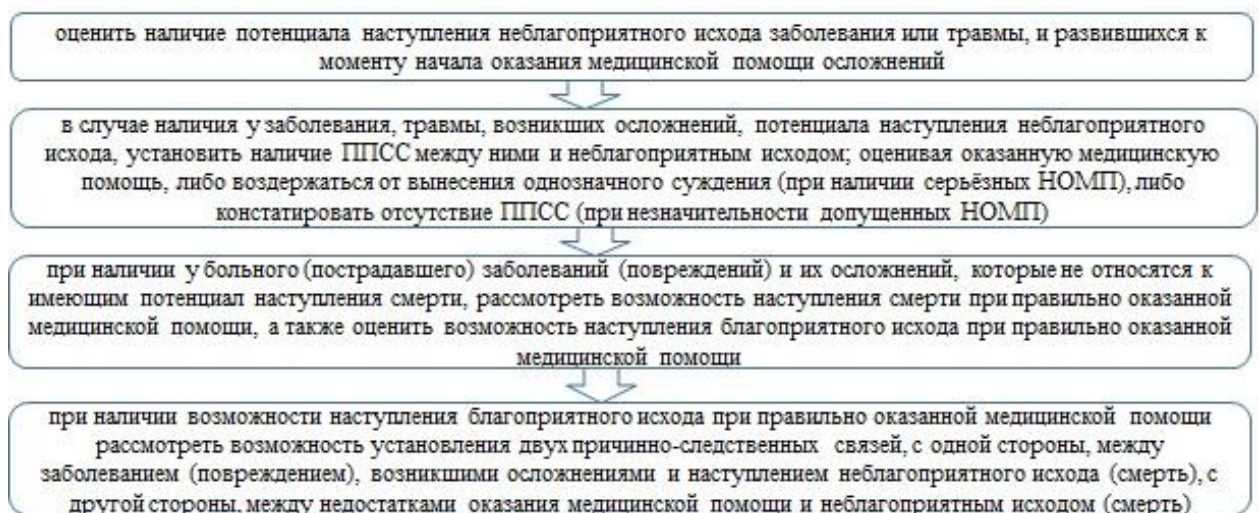 оценить наличие потенциала наступления неблагоприятного исхода заболевания или травмы, и развившихся к
моменту начала оказания медицинской помощи осложнений
в случае наличия у заболевания, травмы, возникших осложнений, потенциала наступления неблагоприятного
исхода, установить наличие ППСС между ними и неблагоприятным исходом; оценивая оказанную медицинскую
помощь, либо воздержаться от вынесения однозначного суждения (при наличии серьёзных НОМП), либо
констатировать отсутствие ППСС (при незначительности допущенных НОМП)
при наличии у больного (пострадавшего) заболеваний (повреждений) и их осложнений, которые не относятся к
имеющим потенциал наступления смерти, рассмотреть возможность наступления смерти при правильно оказанной
медицинской помощи, а также оценить возможность наступления благоприятного исхода при правильно оказанной
медицинской помощи
при наличии возможности наступления благоприятного исхода при правильно оказанной медицинской помощи
рассмотреть возможность установления двух причинно-следственных связей, с одной стороны, между
заболеванием (повреждением), возникшими осложнениями и наступлением неблагоприятного исхода (смерть), с
другой стороны, между недостатками оказания медицинской помощи и неблагоприятным исходом (смерть)